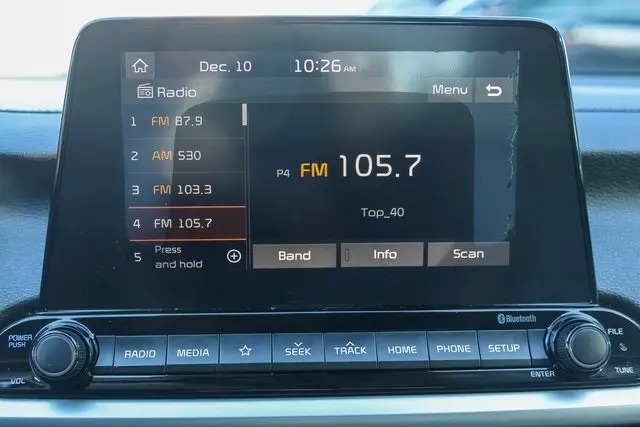 Dec. 10 10:26 AM
Radio Menu
1 FM 87.9
2 AM 530
3 FM 103.3
4 FM 105.7
5 Press and hold
P4 FM 105.7
Top_40
Band Info Scan
Bluetooth
POWER PUSH
VOL
RADIO MEDIA SEEK TRACK HOME PHONE SETUP
ENTER
FILE
TUNE